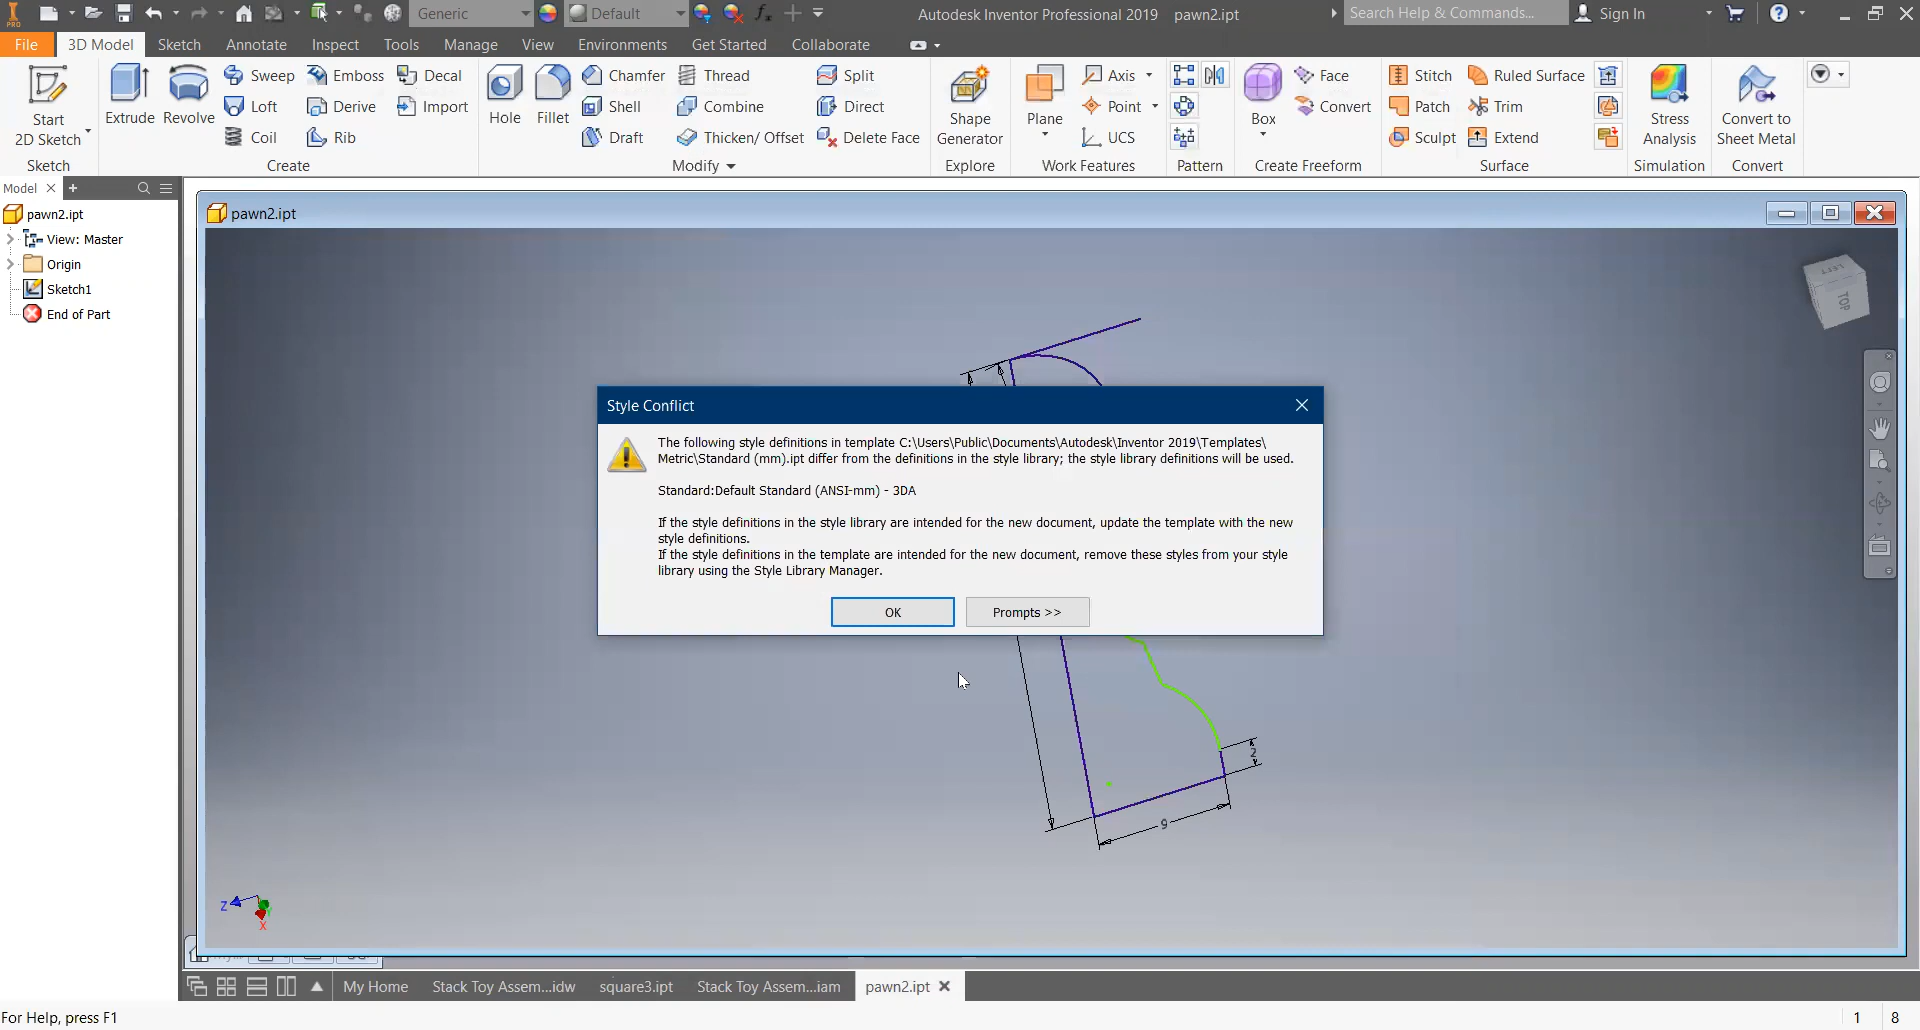 PRO
Generic
Default
Autodesk Inventor Professional 2019 pawn2.ipt
Search Help & Commands...
Sign In
File
3D Model
Sketch
Annotate
Inspect
Tools
Manage
View
Environments
Get Started
Collaborate
Start
2D Sketch
Sketch
Extrude
Revolve
Sweep
Loft
Coil
Emboss
Derive
Rib
Decal
Import
Create
Hole
Fillet
Chamfer
Shell
Draft
Thread
Combine
Thicken/ Offset
Split
Direct
Delete Face
Modify
Shape
Generator
Explore
Plane
Axis
Point
UCS
Work Features
Pattern
Box
Face
Convert
Create Freeform
Stitch
Patch
Sculpt
Ruled Surface
Trim
Extend
Surface
Stress
Analysis
Simulation
Convert to
Sheet Metal
Convert
Model
pawn2.ipt
View: Master
Origin
Sketch1
End of Part
pawn2.ipt
LEFT
TOP
Style Conflict
The following style definitions in template C:\Users\Public\Documents\Autodesk\Inventor 2019\Templates\
Metric\Standard (mm).ipt differ from the definitions in the style library; the style library definitions will be used.
Standard:Default Standard (ANSI-mm) - 3DA
If the style definitions in the style library are intended for the new document, update the template with the new
style definitions.
If the style definitions in the template are intended for the new document, remove these styles from your style
library using the Style Library Manager.
OK
Prompts >>
2
9
Z
Y
X
My Home
Stack Toy Assem...idw
square3.ipt
Stack Toy Assem...iam
pawn2.ipt
For Help, press F1
1
8